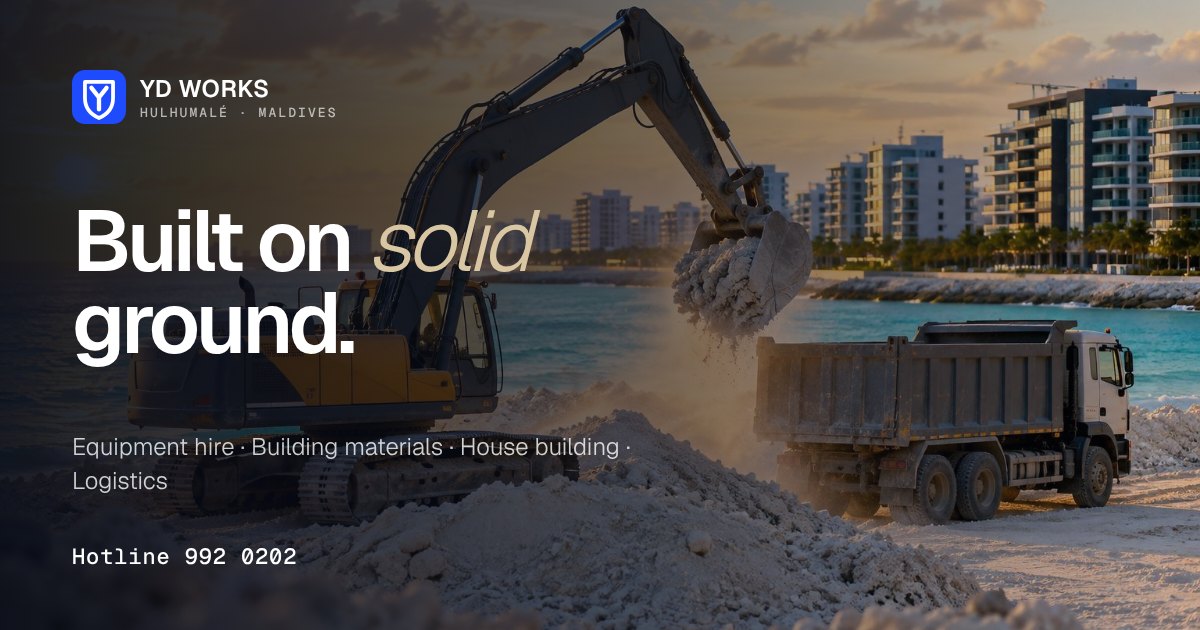 YD WORKS
HULHUMALÉ · MALDIVES
Built on solid
ground.
Equipment hire · Building materials · House building ·
Logistics
Hotline 992 0202